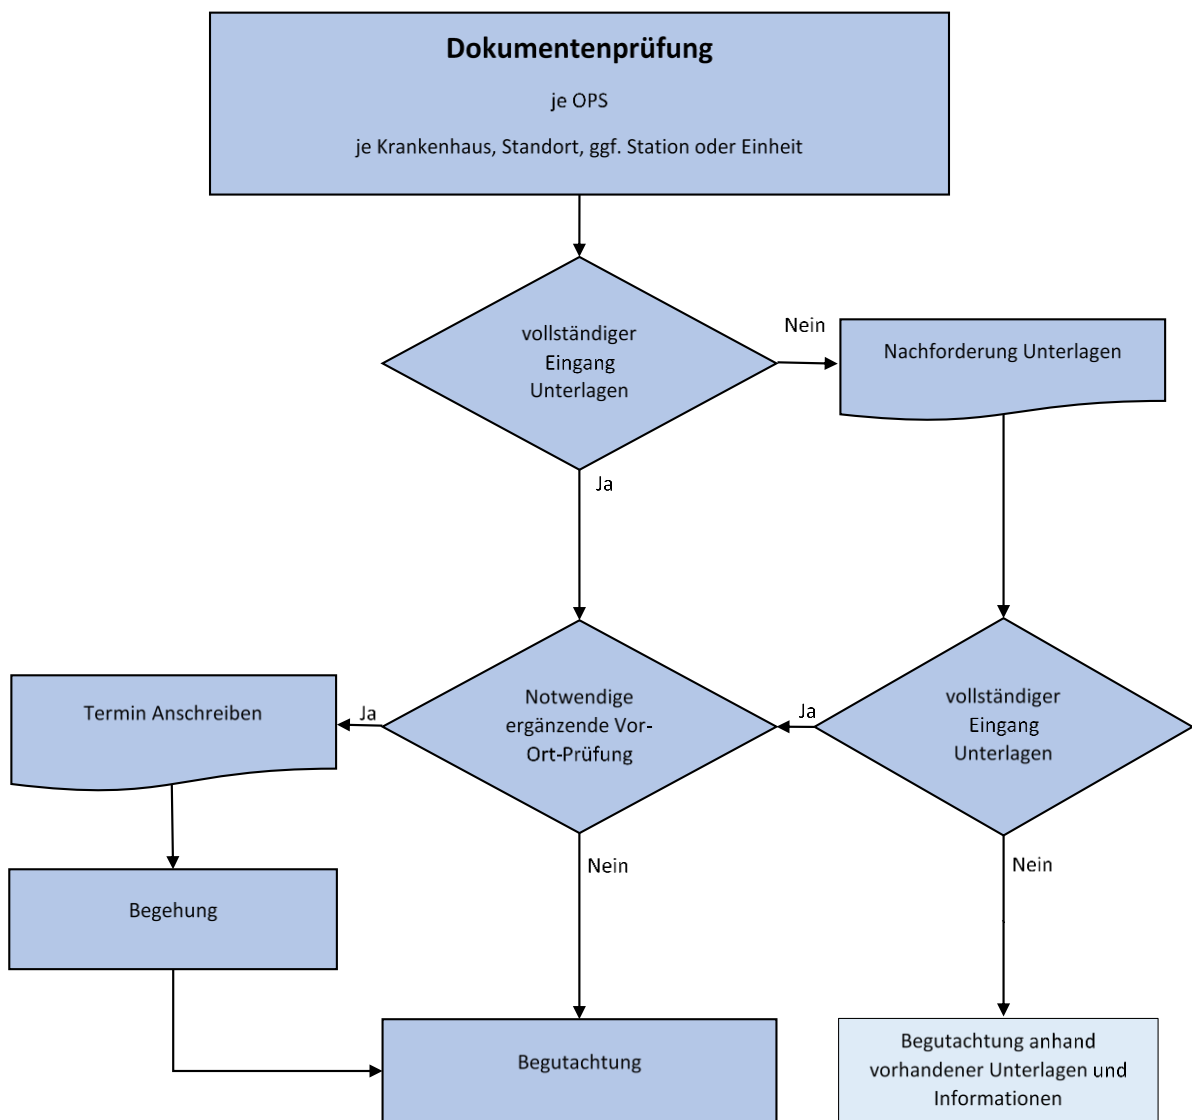 Dokumentenprüfung
je OPS
je Krankenhaus, Standort, ggf. Station oder Einheit
vollständiger
Eingang
Unterlagen
Nein
Nachforderung Unterlagen
Ja
Termin Anschreiben
Ja
Notwendige
ergänzende Vor-
Ort-Prüfung
Ja
vollständiger
Eingang
Unterlagen
Nein
Nein
Begehung
Begutachtung
Begutachtung anhand
vorhandener Unterlagen und
Informationen